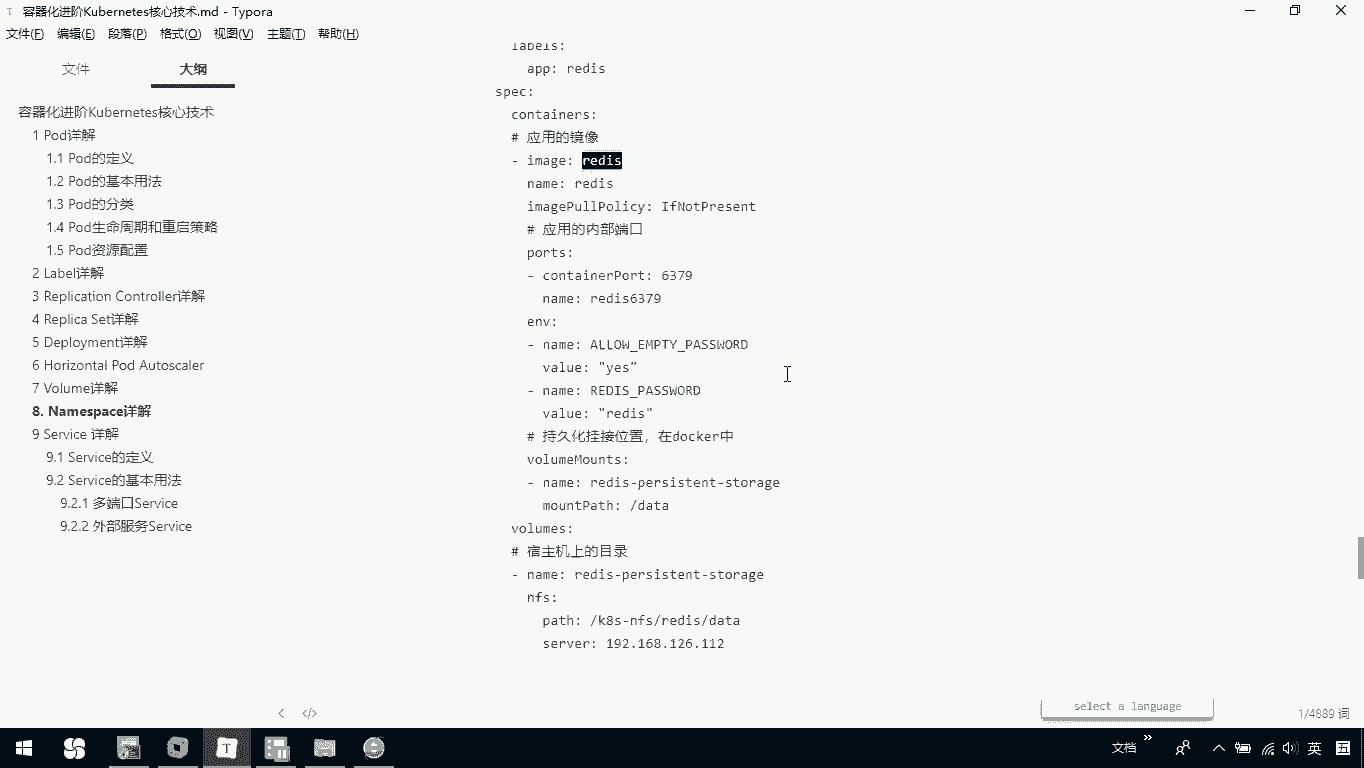 容器化进阶Kubernetes核心技术.md - Typora
文件(F) 编辑(E) 段落(P) 格式(O) 视图(V) 主题(T) 帮助(H)
文件 大纲
容器化进阶Kubernetes核心技术
1 Pod详解
1.1 Pod的定义
1.2 Pod的基本用法
1.3 Pod的分类
1.4 Pod生命周期和重启策略
1.5 Pod资源配置
2 Label详解
3 Replication Controller详解
4 Replica Set详解
5 Deployment详解
6 Horizontal Pod Autoscaler
7 Volume详解
8. Namespace详解
9 Service 详解
9.1 Service的定义
9.2 Service的基本用法
9.2.1 多端口Service
9.2.2 外部服务Service
labels:
app: redis
spec:
containers:
# 应用的镜像
- image: redis
name: redis
imagePullPolicy: IfNotPresent
# 应用的内部端口
ports:
- containerPort: 6379
name: redis6379
env:
- name: ALLOW_EMPTY_PASSWORD
value: "yes"
- name: REDIS_PASSWORD
value: "redis"
# 持久化挂接位置，在docker中
volumeMounts:
- name: redis-persistent-storage
mountPath: /data
volumes:
# 宿主机上的目录
- name: redis-persistent-storage
nfs:
path: /k8s-nfs/redis/data
server: 192.168.126.112
select a language
1/4889 词
文档 英 五